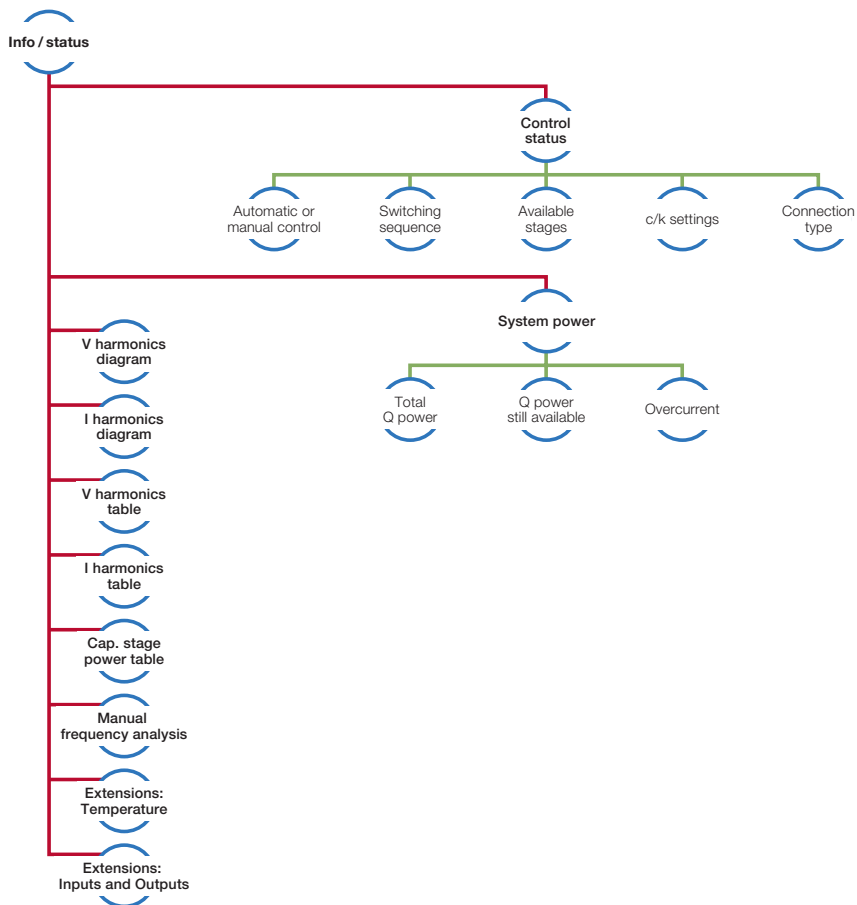 Info / status
Control
status
Automatic or
manual control
Switching
sequence
Available
stages
c/k settings
Connection
type
System power
Total
Q power
Q power
still available
Overcurrent
V harmonics
diagram
I harmonics
diagram
V harmonics
table
I harmonics
table
Cap. stage
power table
Manual
frequency analysis
Extensions:
Temperature
Extensions:
Inputs and Outputs